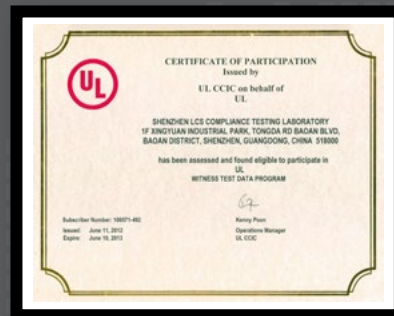 UL
CERTIFICATE OF PARTICIPATION
Issued by
UL CCIC on behalf of
UL
SHENZHEN LCS COMPLIANCE TESTING LABORATORY
1F XINGYUAN INDUSTRIAL PARK, TONGDA RD BAOAN BLVD,
BAOAN DISTRICT, SHENZHEN, GUANGDONG, CHINA 518000
has been assessed and found eligible to participate in
UL
WITNESS TEST DATA PROGRAM
Subscriber Number: 100571-492
Kenny Poon
Issued: June 11, 2012
Operations Manager
Expire: June 10, 2013
UL CCIC